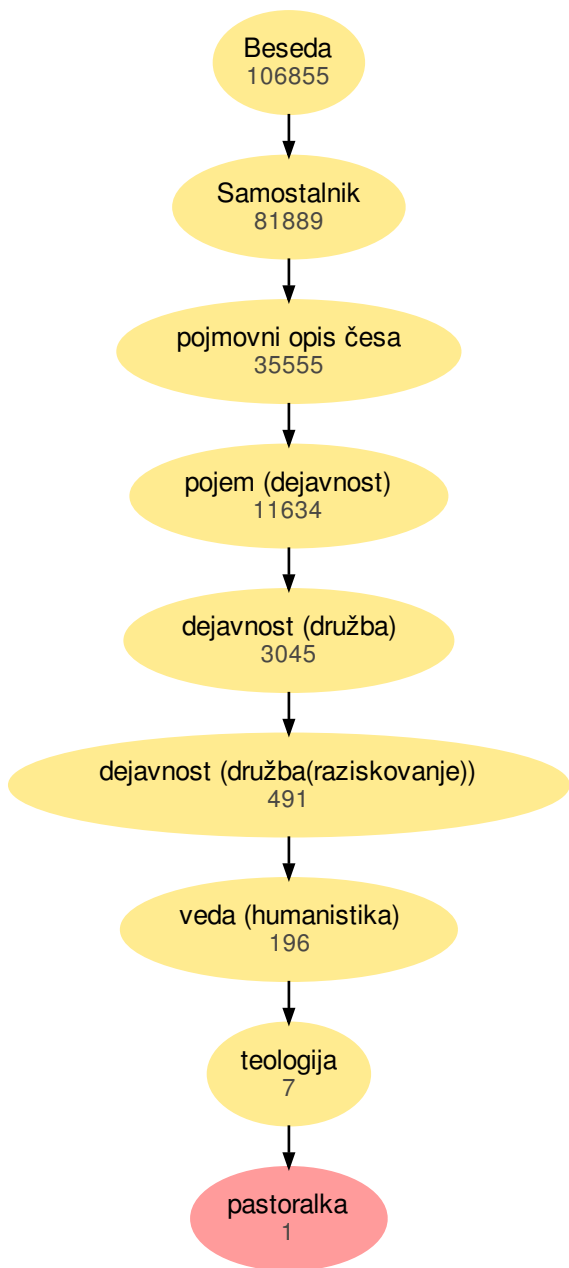 Beseda
106855
Samostalnik
81889
pojmovni opis česa
35555
pojem (dejavnost)
11634
dejavnost (družba)
3045
dejavnost (družba(raziskovanje))
491
veda (humanistika)
196
teologija
7
pastoralka
1